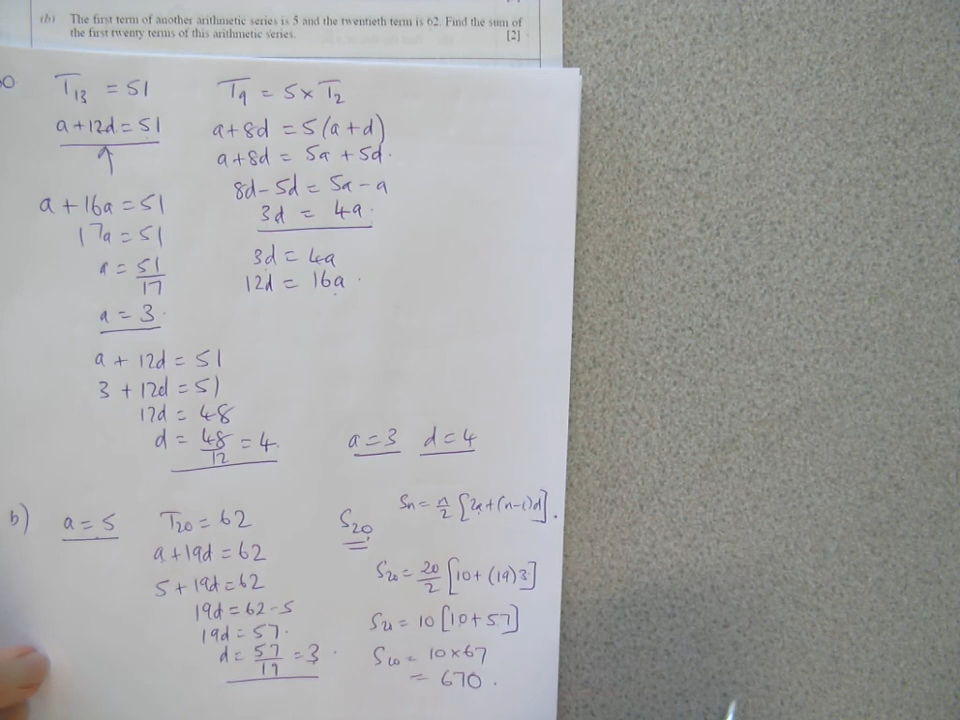 (b) The first term of another arithmetic series is 5 and the twentieth term is 62. Find the sum of
the first twenty terms of this arithmetic series. [2]
T13 = 51
a+12d = 51
a + 16a = 51
17a = 51
a = 51/17
a = 3
T9 = 5 × T2
a+8d = 5(a+d)
a+8d = 5a + 5d.
8d-5d = 5a - a
3d = 4a.
3d = 4a
12d = 16a.
a + 12d = 51
3 + 12d = 51
12d = 48
d = 48/12 = 4.
a = 3 d = 4
b) a = 5
T20 = 62
a+19d = 62
5 + 19d = 62
19d = 62-5
19d = 57.
d = 57/19 = 3.
S20
Sn = n/2 [2a+(n-1)d].
S20 = 20/2 [10+(19)3]
S20 = 10[10+57]
S20 = 10×67
= 670.